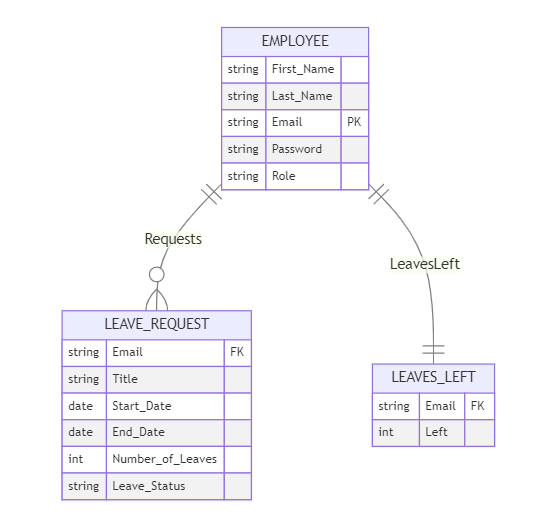 EMPLOYEE
string First_Name
string Last_Name
string Email PK
string Password
string Role
Requests
LeavesLeft
LEAVE_REQUEST
string Email FK
string Title
date Start_Date
date End_Date
int Number_of_Leaves
string Leave_Status
LEAVES_LEFT
string Email FK
int Left